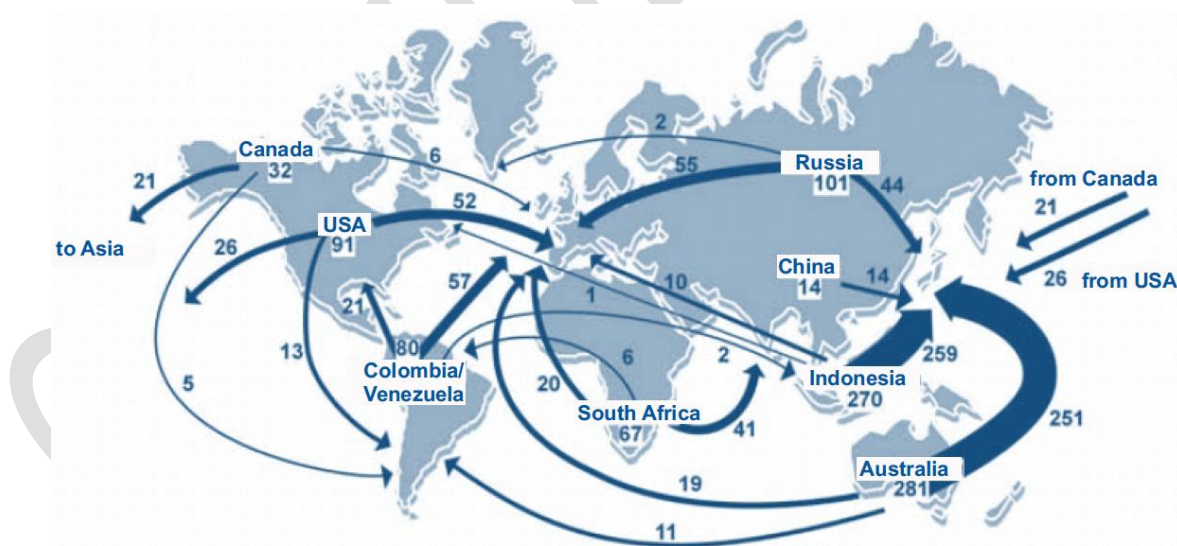 2
Canada
32
6
55
Russia
101
44
from Canada
21
21
52
USA
91
to Asia
26
China
14
14
26
from USA
57
10
1
21
13
80
Colombia/
Venezuela
2
259
Indonesia
270
5
6
20
South Africa
67
41
251
Australia
281
19
11